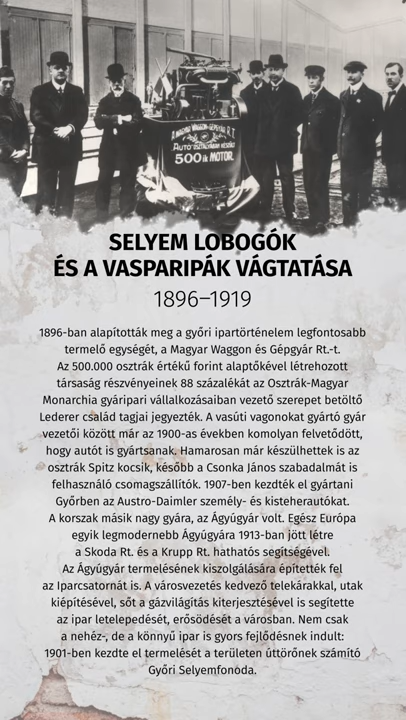 A MAGYAR WAGGON-GÉPGYÁR R.T.
AUTÓ OSZTÁLYÁBAN KÉSZÜLT
500ik MOTOR.
SELYEM LOBOGÓK
ÉS A VASPARIPÁK VÁGTATÁSA
1896–1919
1896-ban alapították meg a győri ipartörténelem legfontosabb
termelő egységét, a Magyar Waggon és Gépgyár Rt.-t.
Az 500.000 osztrák értékű forint alaptőkével létrehozott
társaság részvényeinek 88 százalékát az Osztrák-Magyar
Monarchia gyáripari vállalkozásaiban vezető szerepet betöltő
Lederer család tagjai jegyezték. A vasúti vagonokat gyártó gyár
vezetői között már az 1900-as években komolyan felvetődött,
hogy autót is gyártsanak. Hamarosan már készülhettek is az
osztrák Spitz kocsik, később a Csonka János szabadalmát is
felhasználó csomagszállítók. 1907-ben kezdték el gyártani
Győrben az Austro-Daimler személy- és kisteherautókat.
A korszak másik nagy gyára, az Ágyúgyár volt. Egész Európa
egyik legmodernebb Ágyúgyára 1913-ban jött létre
a Skoda Rt. és a Krupp Rt. hathatós segítségével.
Az Ágyúgyár termelésének kiszolgálására építették fel
az Iparcsatornát is. A városvezetés kedvező telekárakkal, utak
kiépítésével, sőt a gázvilágítás kiterjesztésével is segítette
az ipar letelepedését, erősödését a városban. Nem csak
a nehéz-, de a könnyű ipar is gyors fejlődésnek indult:
1901-ben kezdte el termelését a területen úttörőnek számító
Győri Selyemfonoda.